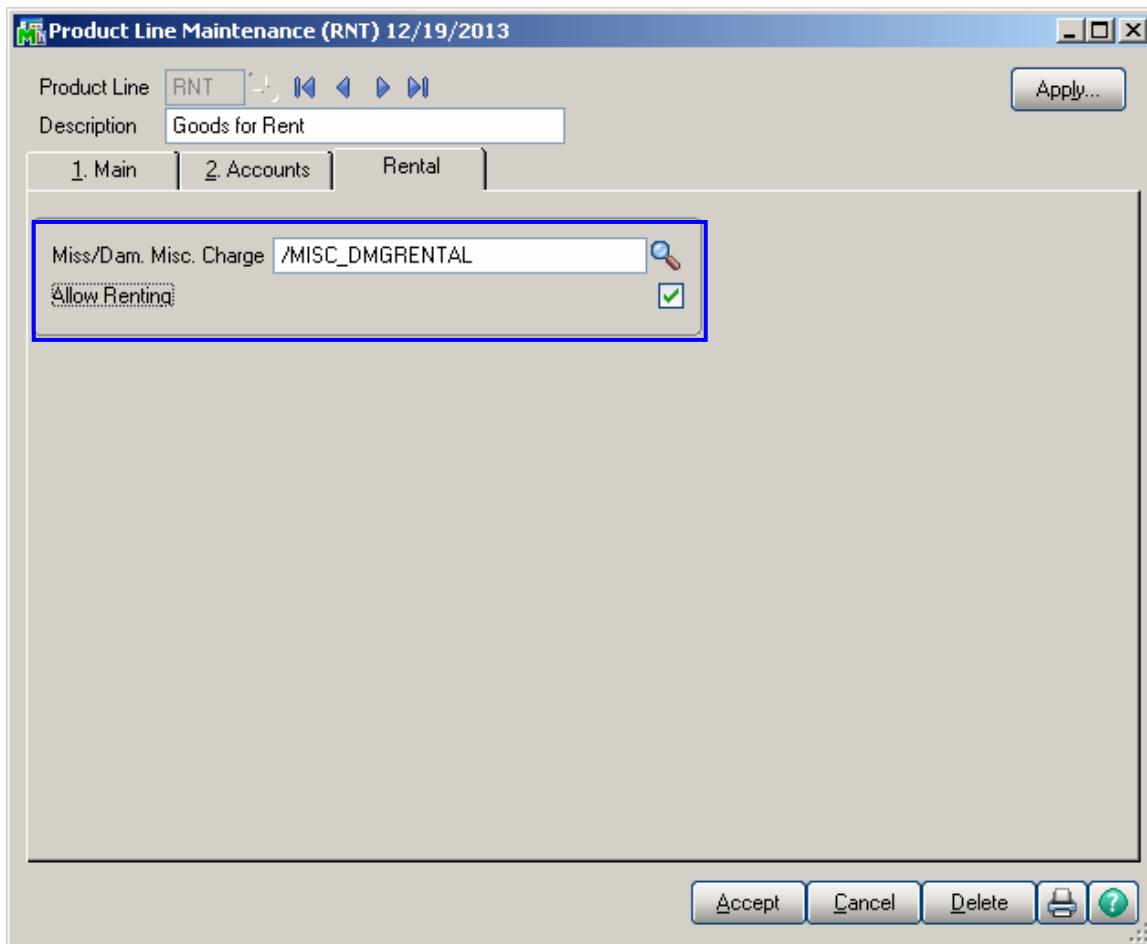 Product Line Maintenance (RNT) 12/19/2013
Product Line RNT Apply...
Description Goods for Rent
1. Main 2. Accounts Rental
Miss/Dam. Misc. Charge /MISC_DMGRENTAL
Allow Renting
Accept Cancel Delete